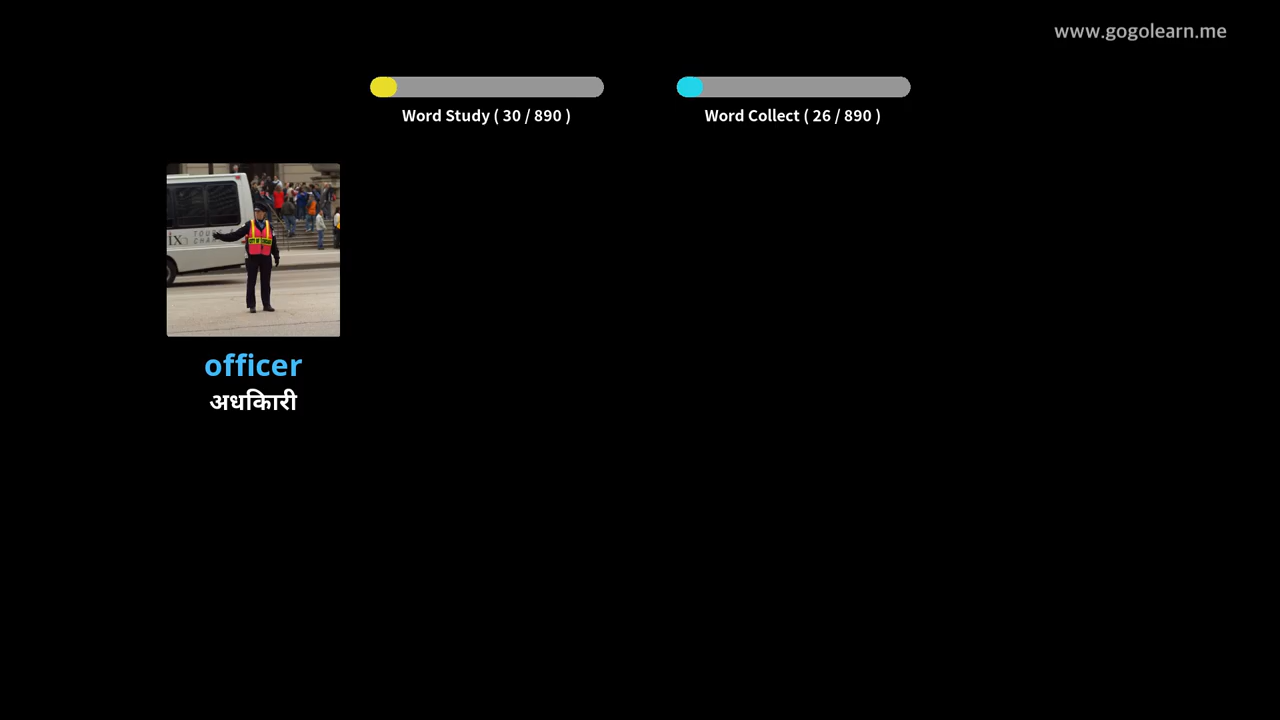 www.gogolearn.me
Word Study ( 30 / 890 )
Word Collect ( 26 / 890 )
officer
अधिकारी